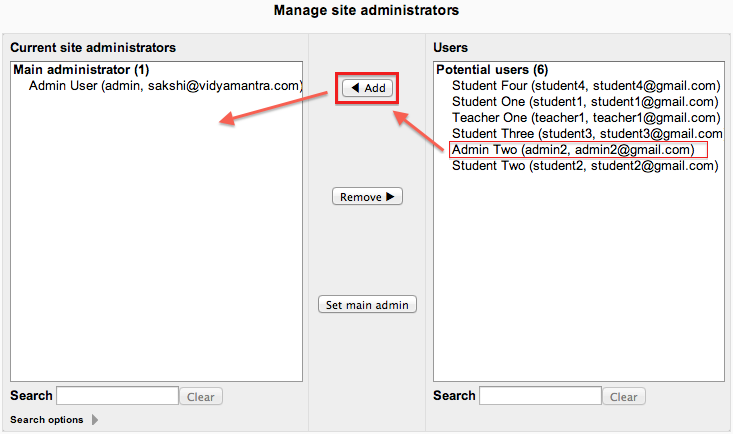 Manage site administrators
Current site administrators
Main administrator (1)
Admin User (admin, sakshi@vidyamantra.com)
◀ Add
Remove ▶
Set main admin
Users
Potential users (6)
Student Four (student4, student4@gmail.com)
Student One (student1, student1@gmail.com)
Teacher One (teacher1, teacher1@gmail.com)
Student Three (student3, student3@gmail.com
Admin Two (admin2, admin2@gmail.com)
Student Two (student2, student2@gmail.com)
Search Clear
Search options ▶
Search Clear